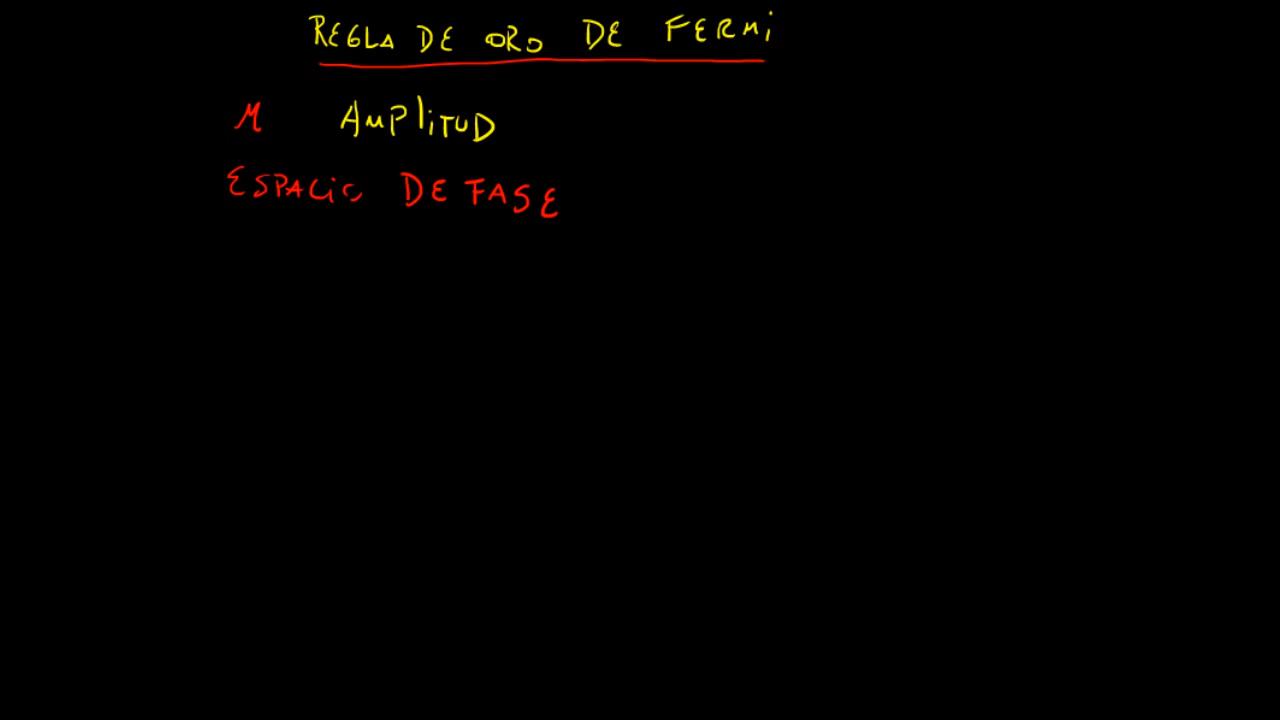 REGLA DE ORO DE FERMi
M AMPliTUD
ESPACiO DE FASE